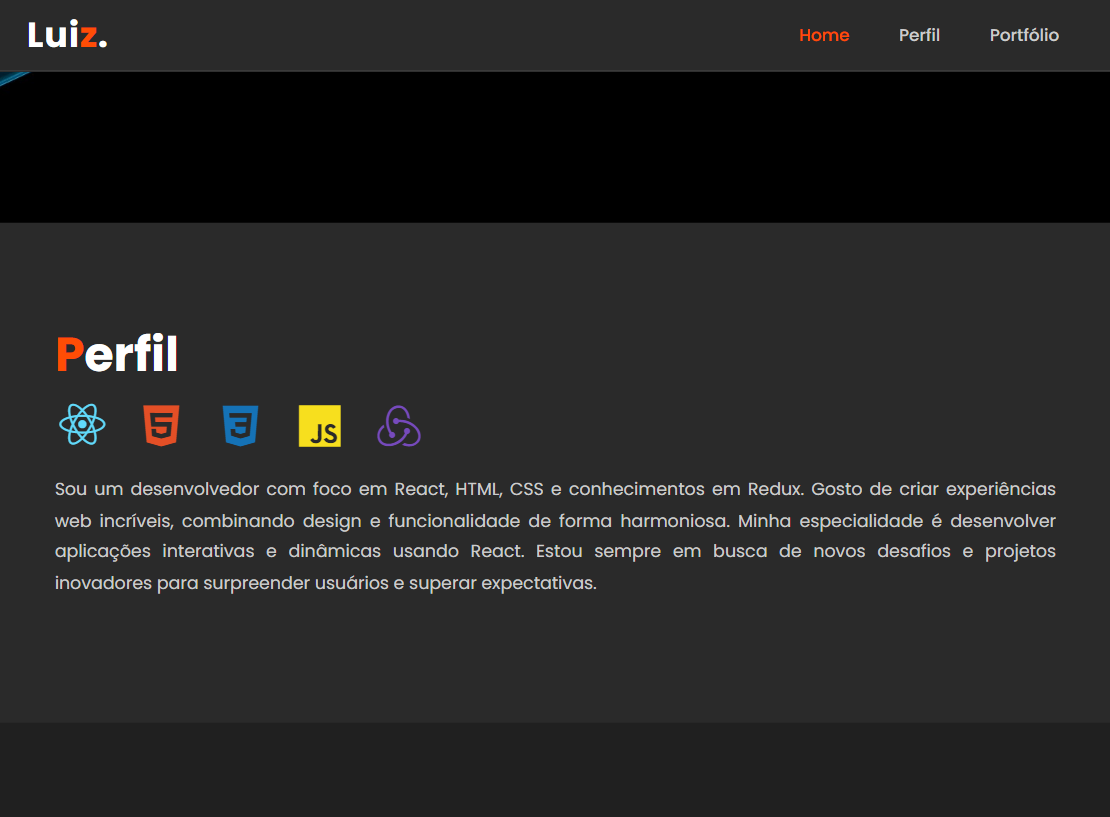 Luiz.
Home Perfil Portfólio
Perfil
5 3 JS
Sou um desenvolvedor com foco em React, HTML, CSS e conhecimentos em Redux. Gosto de criar experiências
web incríveis, combinando design e funcionalidade de forma harmoniosa. Minha especialidade é desenvolver
aplicações interativas e dinâmicas usando React. Estou sempre em busca de novos desafios e projetos
inovadores para surpreender usuários e superar expectativas.